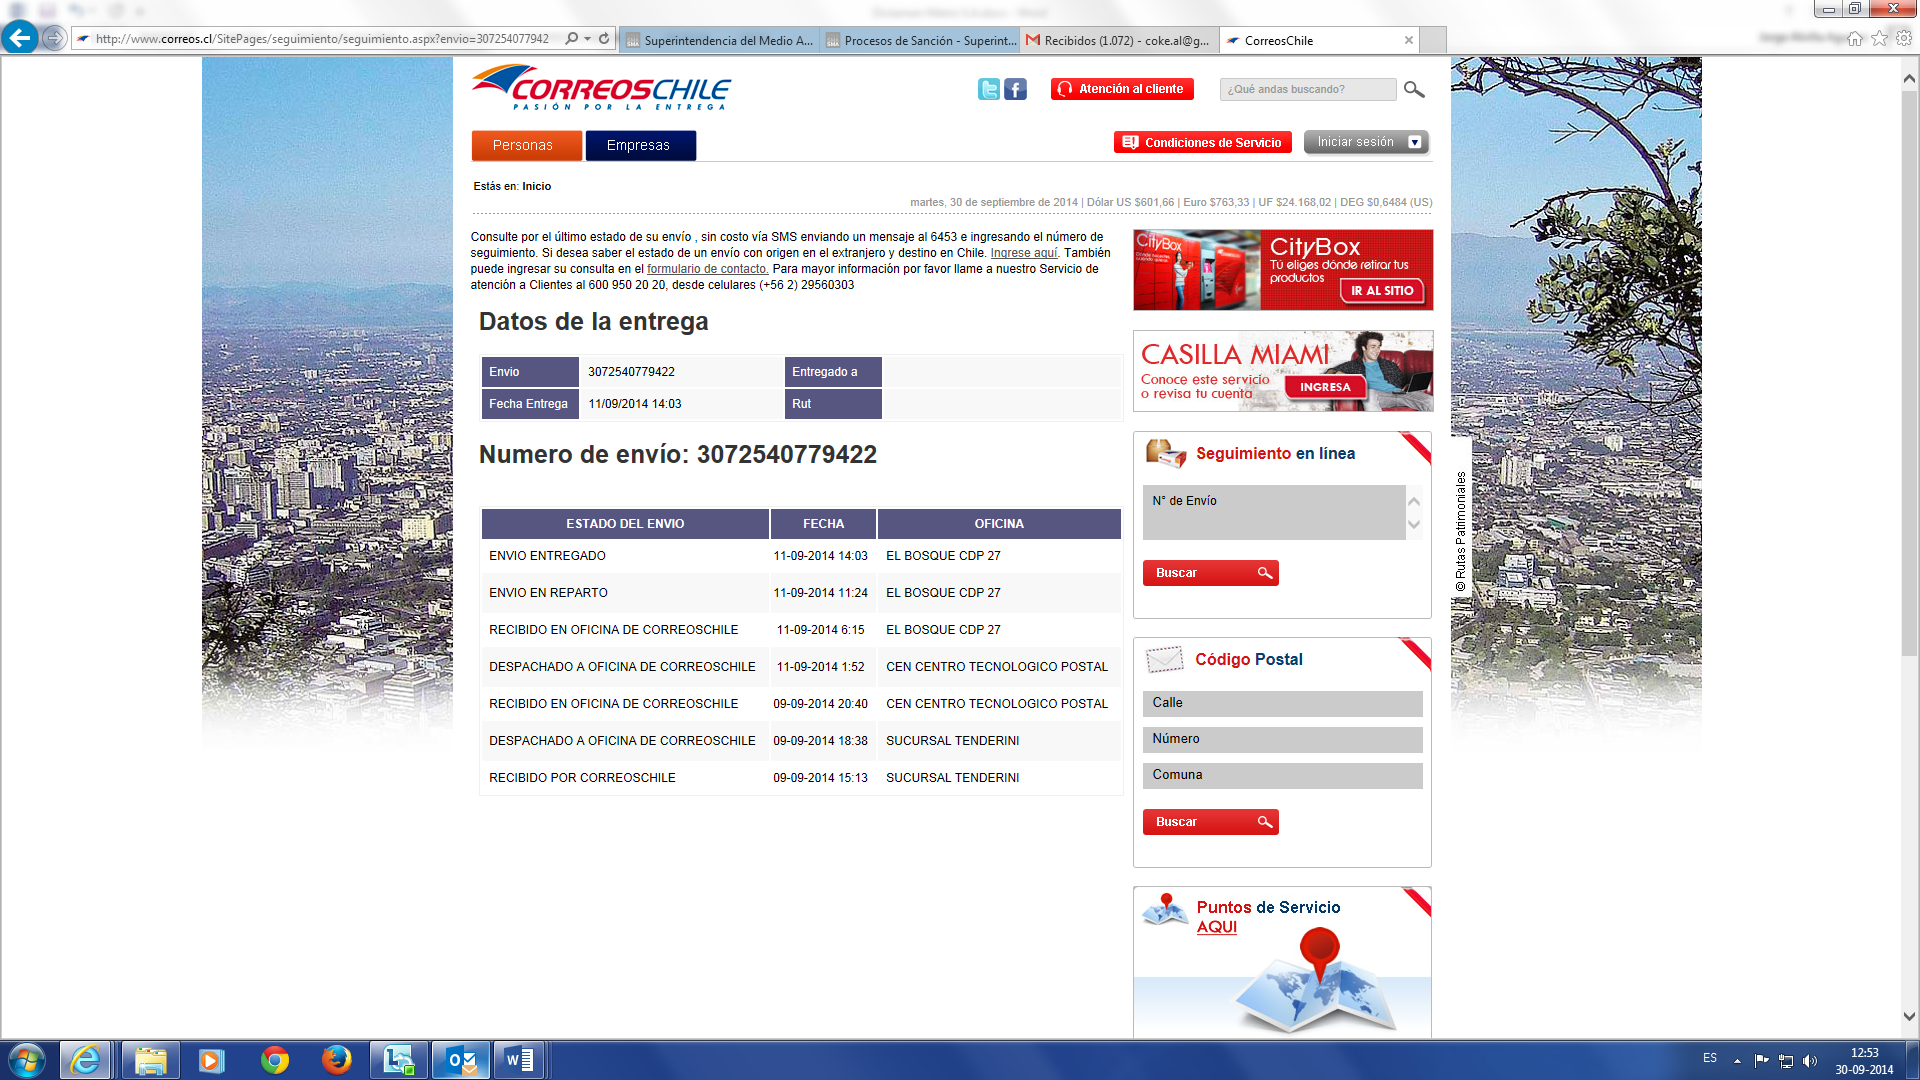 http://www.correos.cl/SitePages/seguimiento/seguimiento.aspx?envio=307254077942
Superintendencia del Medio A...
Procesos de Sanción - Superint...
Recibidos (1.072) - coke.al@g...
CorreosChile
CORREOSCHILE
PASIÓN POR LA ENTREGA
Atención al cliente
¿Qué andas buscando?
Personas
Empresas
Condiciones de Servicio
Iniciar sesión
Estás en: Inicio
martes, 30 de septiembre de 2014 | Dólar US $601,66 | Euro $763,33 | UF $24.168,02 | DEG $0,6484 (US)
Consulte por el último estado de su envío , sin costo vía SMS enviando un mensaje al 6453 e ingresando el número de
seguimiento. Si desea saber el estado de un envío con origen en el extranjero y destino en Chile. Ingrese aquí. También
puede ingresar su consulta en el formulario de contacto. Para mayor información por favor llame a nuestro Servicio de
atención a Clientes al 600 950 20 20, desde celulares (+56 2) 29560303
Datos de la entrega
Envio 3072540779422 Entregado a
Fecha Entrega 11/09/2014 14:03 Rut
Numero de envío: 3072540779422
ESTADO DEL ENVIO FECHA OFICINA
ENVIO ENTREGADO 11-09-2014 14:03 EL BOSQUE CDP 27
ENVIO EN REPARTO 11-09-2014 11:24 EL BOSQUE CDP 27
RECIBIDO EN OFICINA DE CORREOSCHILE 11-09-2014 6:15 EL BOSQUE CDP 27
DESPACHADO A OFICINA DE CORREOSCHILE 11-09-2014 1:52 CEN CENTRO TECNOLOGICO POSTAL
RECIBIDO EN OFICINA DE CORREOSCHILE 09-09-2014 20:40 CEN CENTRO TECNOLOGICO POSTAL
DESPACHADO A OFICINA DE CORREOSCHILE 09-09-2014 18:38 SUCURSAL TENDERINI
RECIBIDO POR CORREOSCHILE 09-09-2014 15:13 SUCURSAL TENDERINI
CityBox
CityBox
Tú eliges dónde retirar tus
productos
IR AL SITIO
CASILLA MIAMI
Conoce este servicio
o revisa tu cuenta
INGRESA
Seguimiento en línea
N° de Envío
Buscar
Código Postal
Calle
Número
Comuna
Buscar
Puntos de Servicio
AQUI
© Rutas Patrimoniales
ES
12:53
30-09-2014